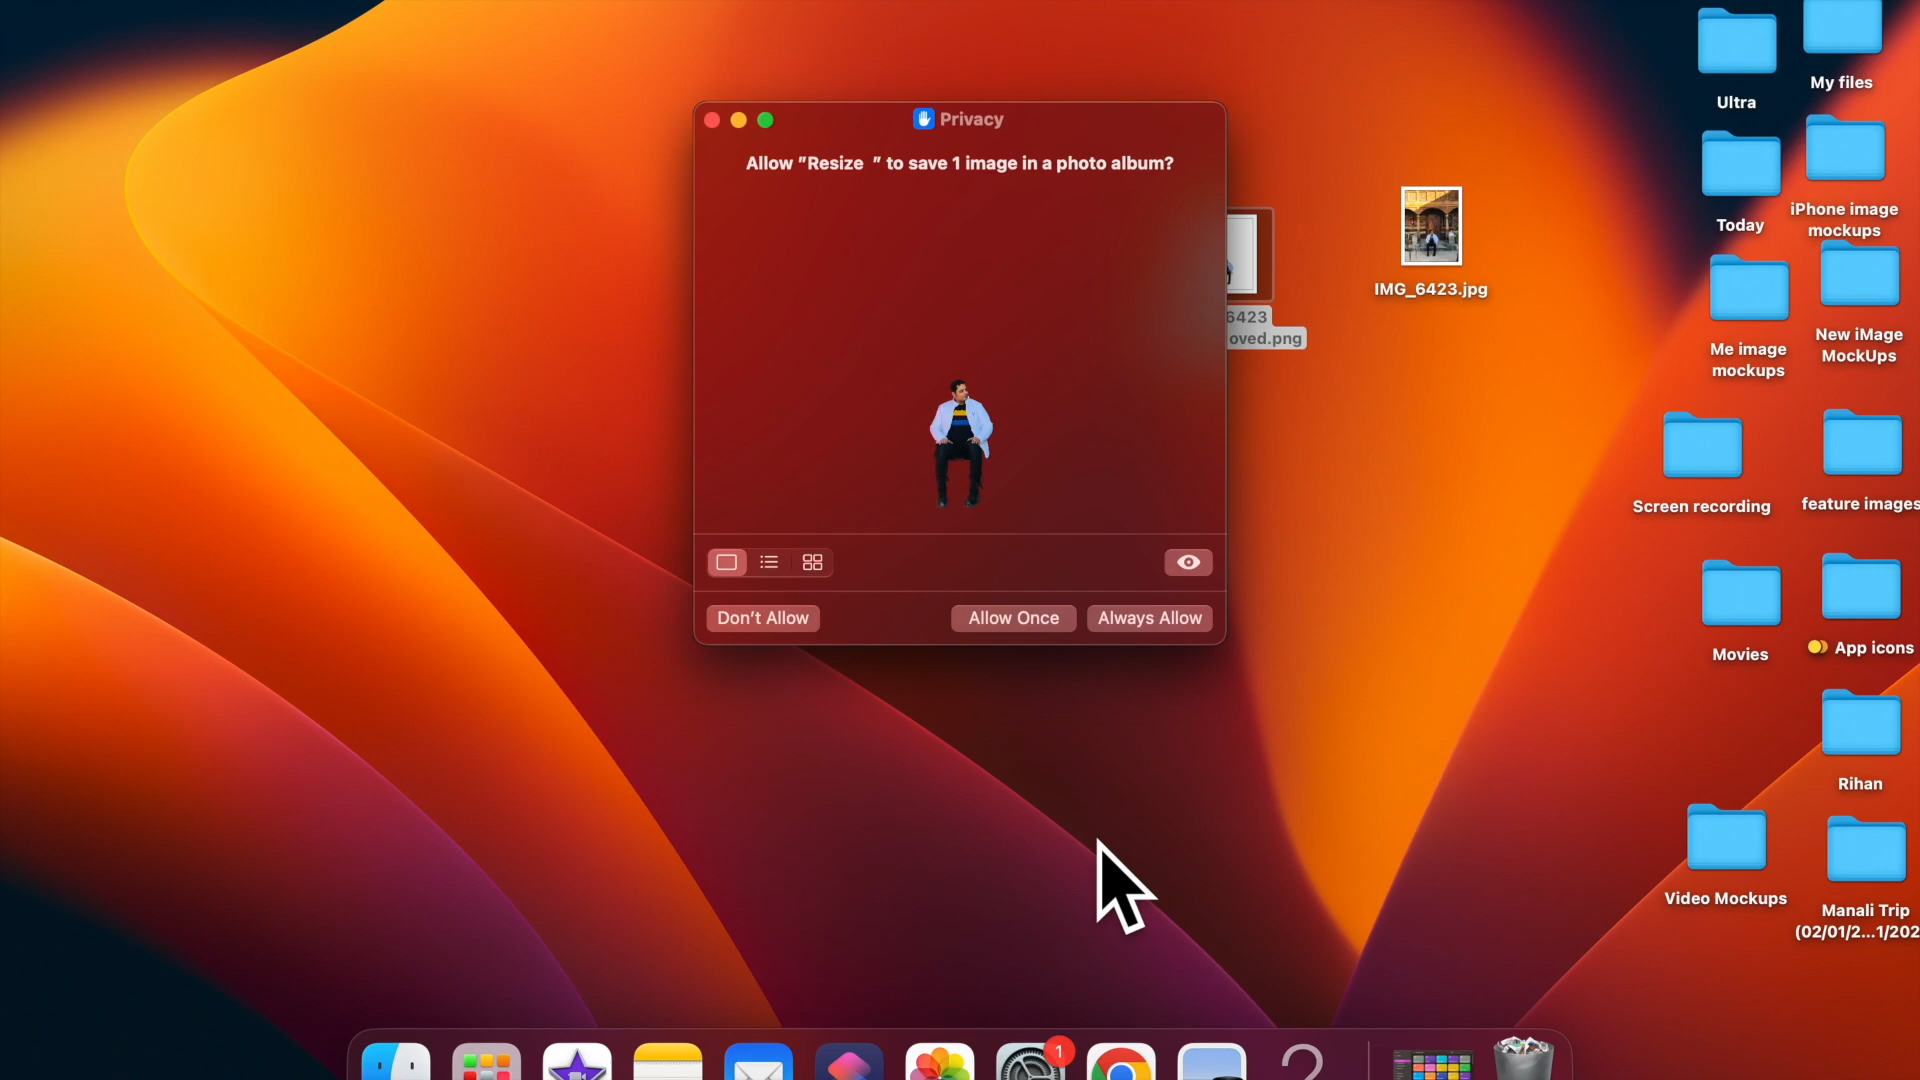 Privacy
Allow "Resize " to save 1 image in a photo album?
Don't Allow
Allow Once
Always Allow
6423
oved.png
IMG_6423.jpg
Ultra
My files
Today
iPhone image
mockups
Me image
mockups
New iMage
MockUps
Screen recording
feature images
Movies
App icons
Rihan
Video Mockups
Manali Trip
(02/01/2...1/202
1
?